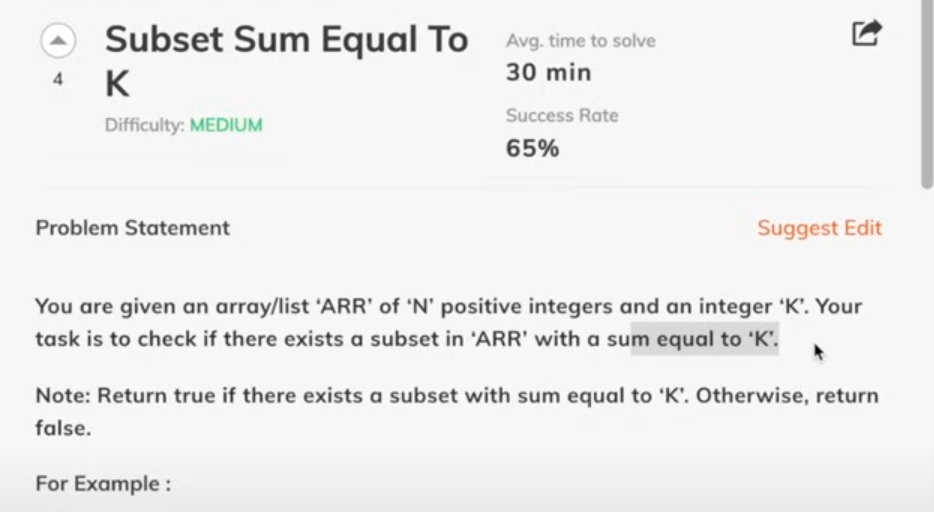 Subset Sum Equal To
K
4
Difficulty: MEDIUM
Avg. time to solve
30 min
Success Rate
65%
Problem Statement
Suggest Edit
You are given an array/list ‘ARR’ of ‘N’ positive integers and an integer ‘K’. Your
task is to check if there exists a subset in ‘ARR’ with a sum equal to ‘K’.
Note: Return true if there exists a subset with sum equal to ‘K’. Otherwise, return
false.
For Example :